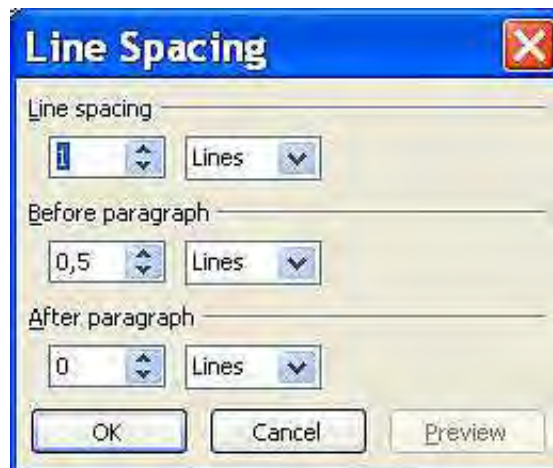 Line Spacing
Line spacing
1 Lines
Before paragraph
0,5 Lines
After paragraph
0 Lines
OK Cancel Preview